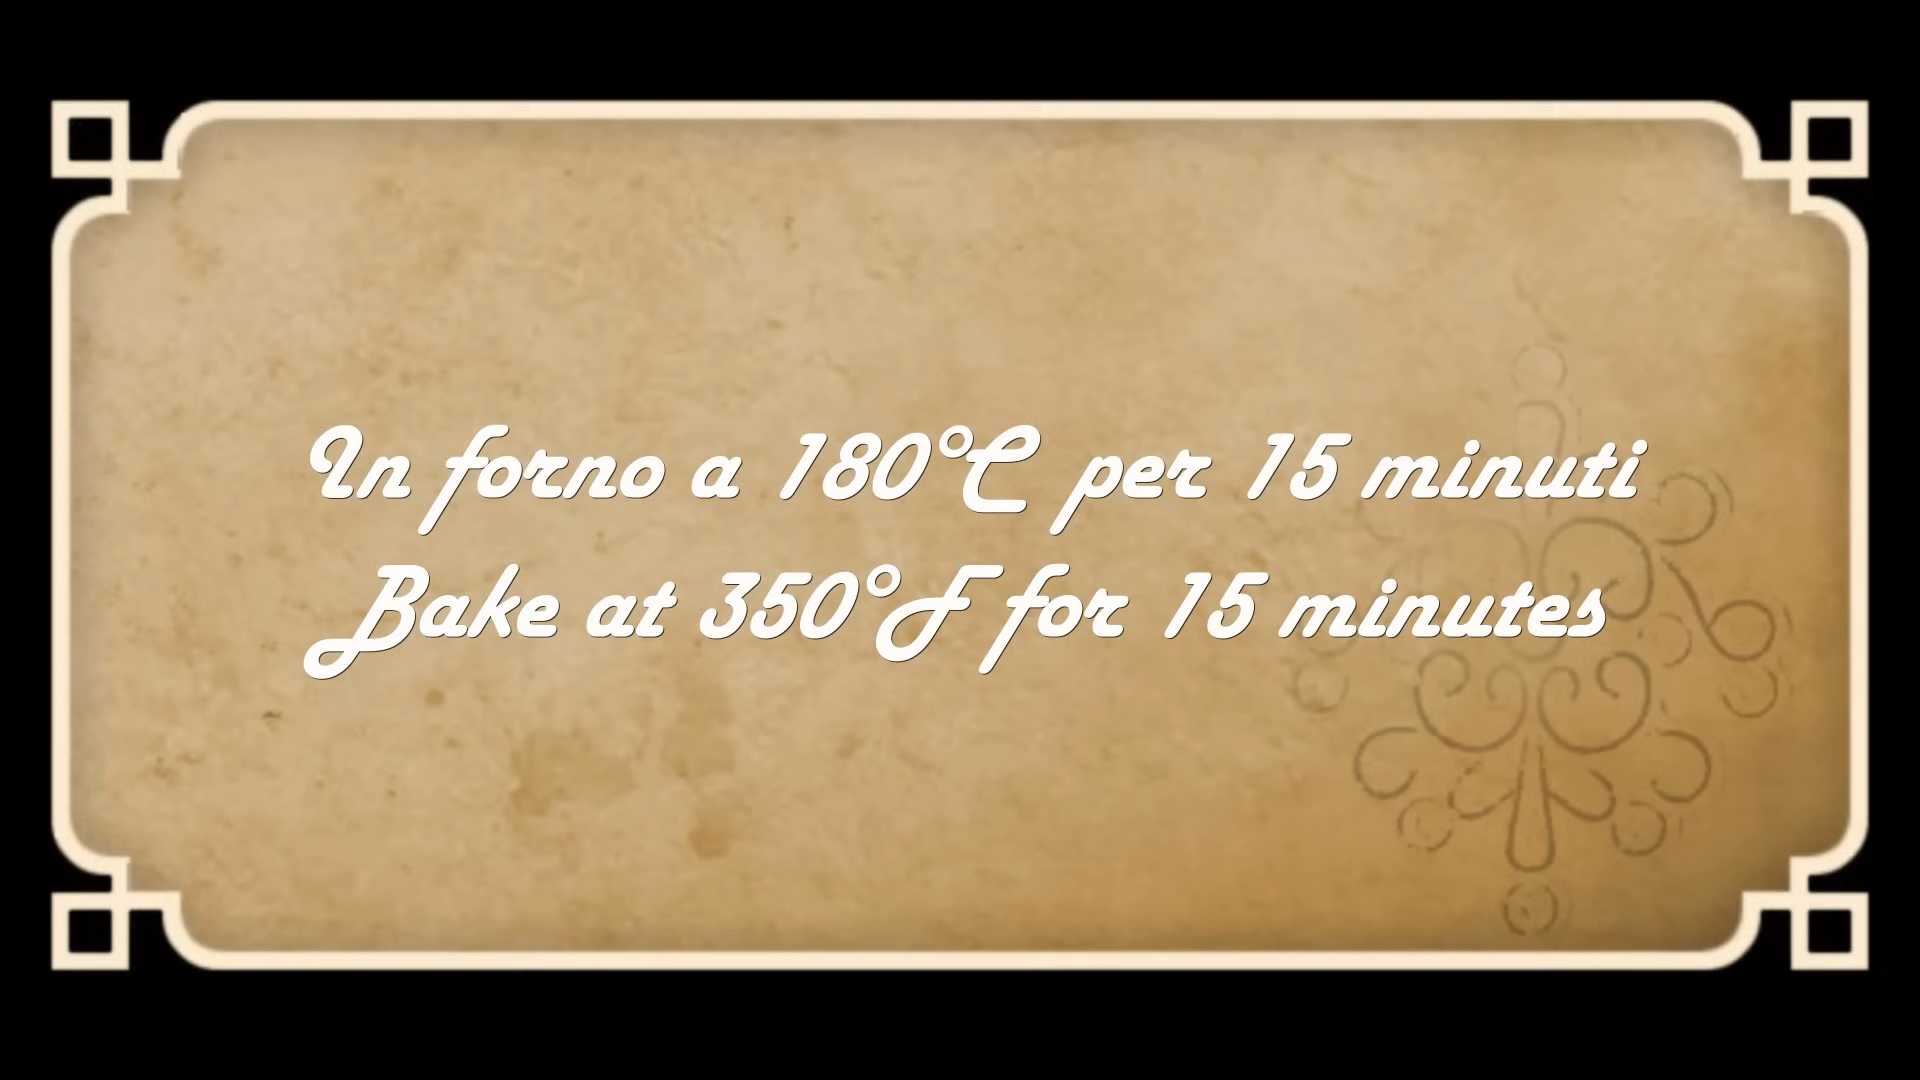 In forno a 180°C per 15 minuti
Bake at 350°F for 15 minutes